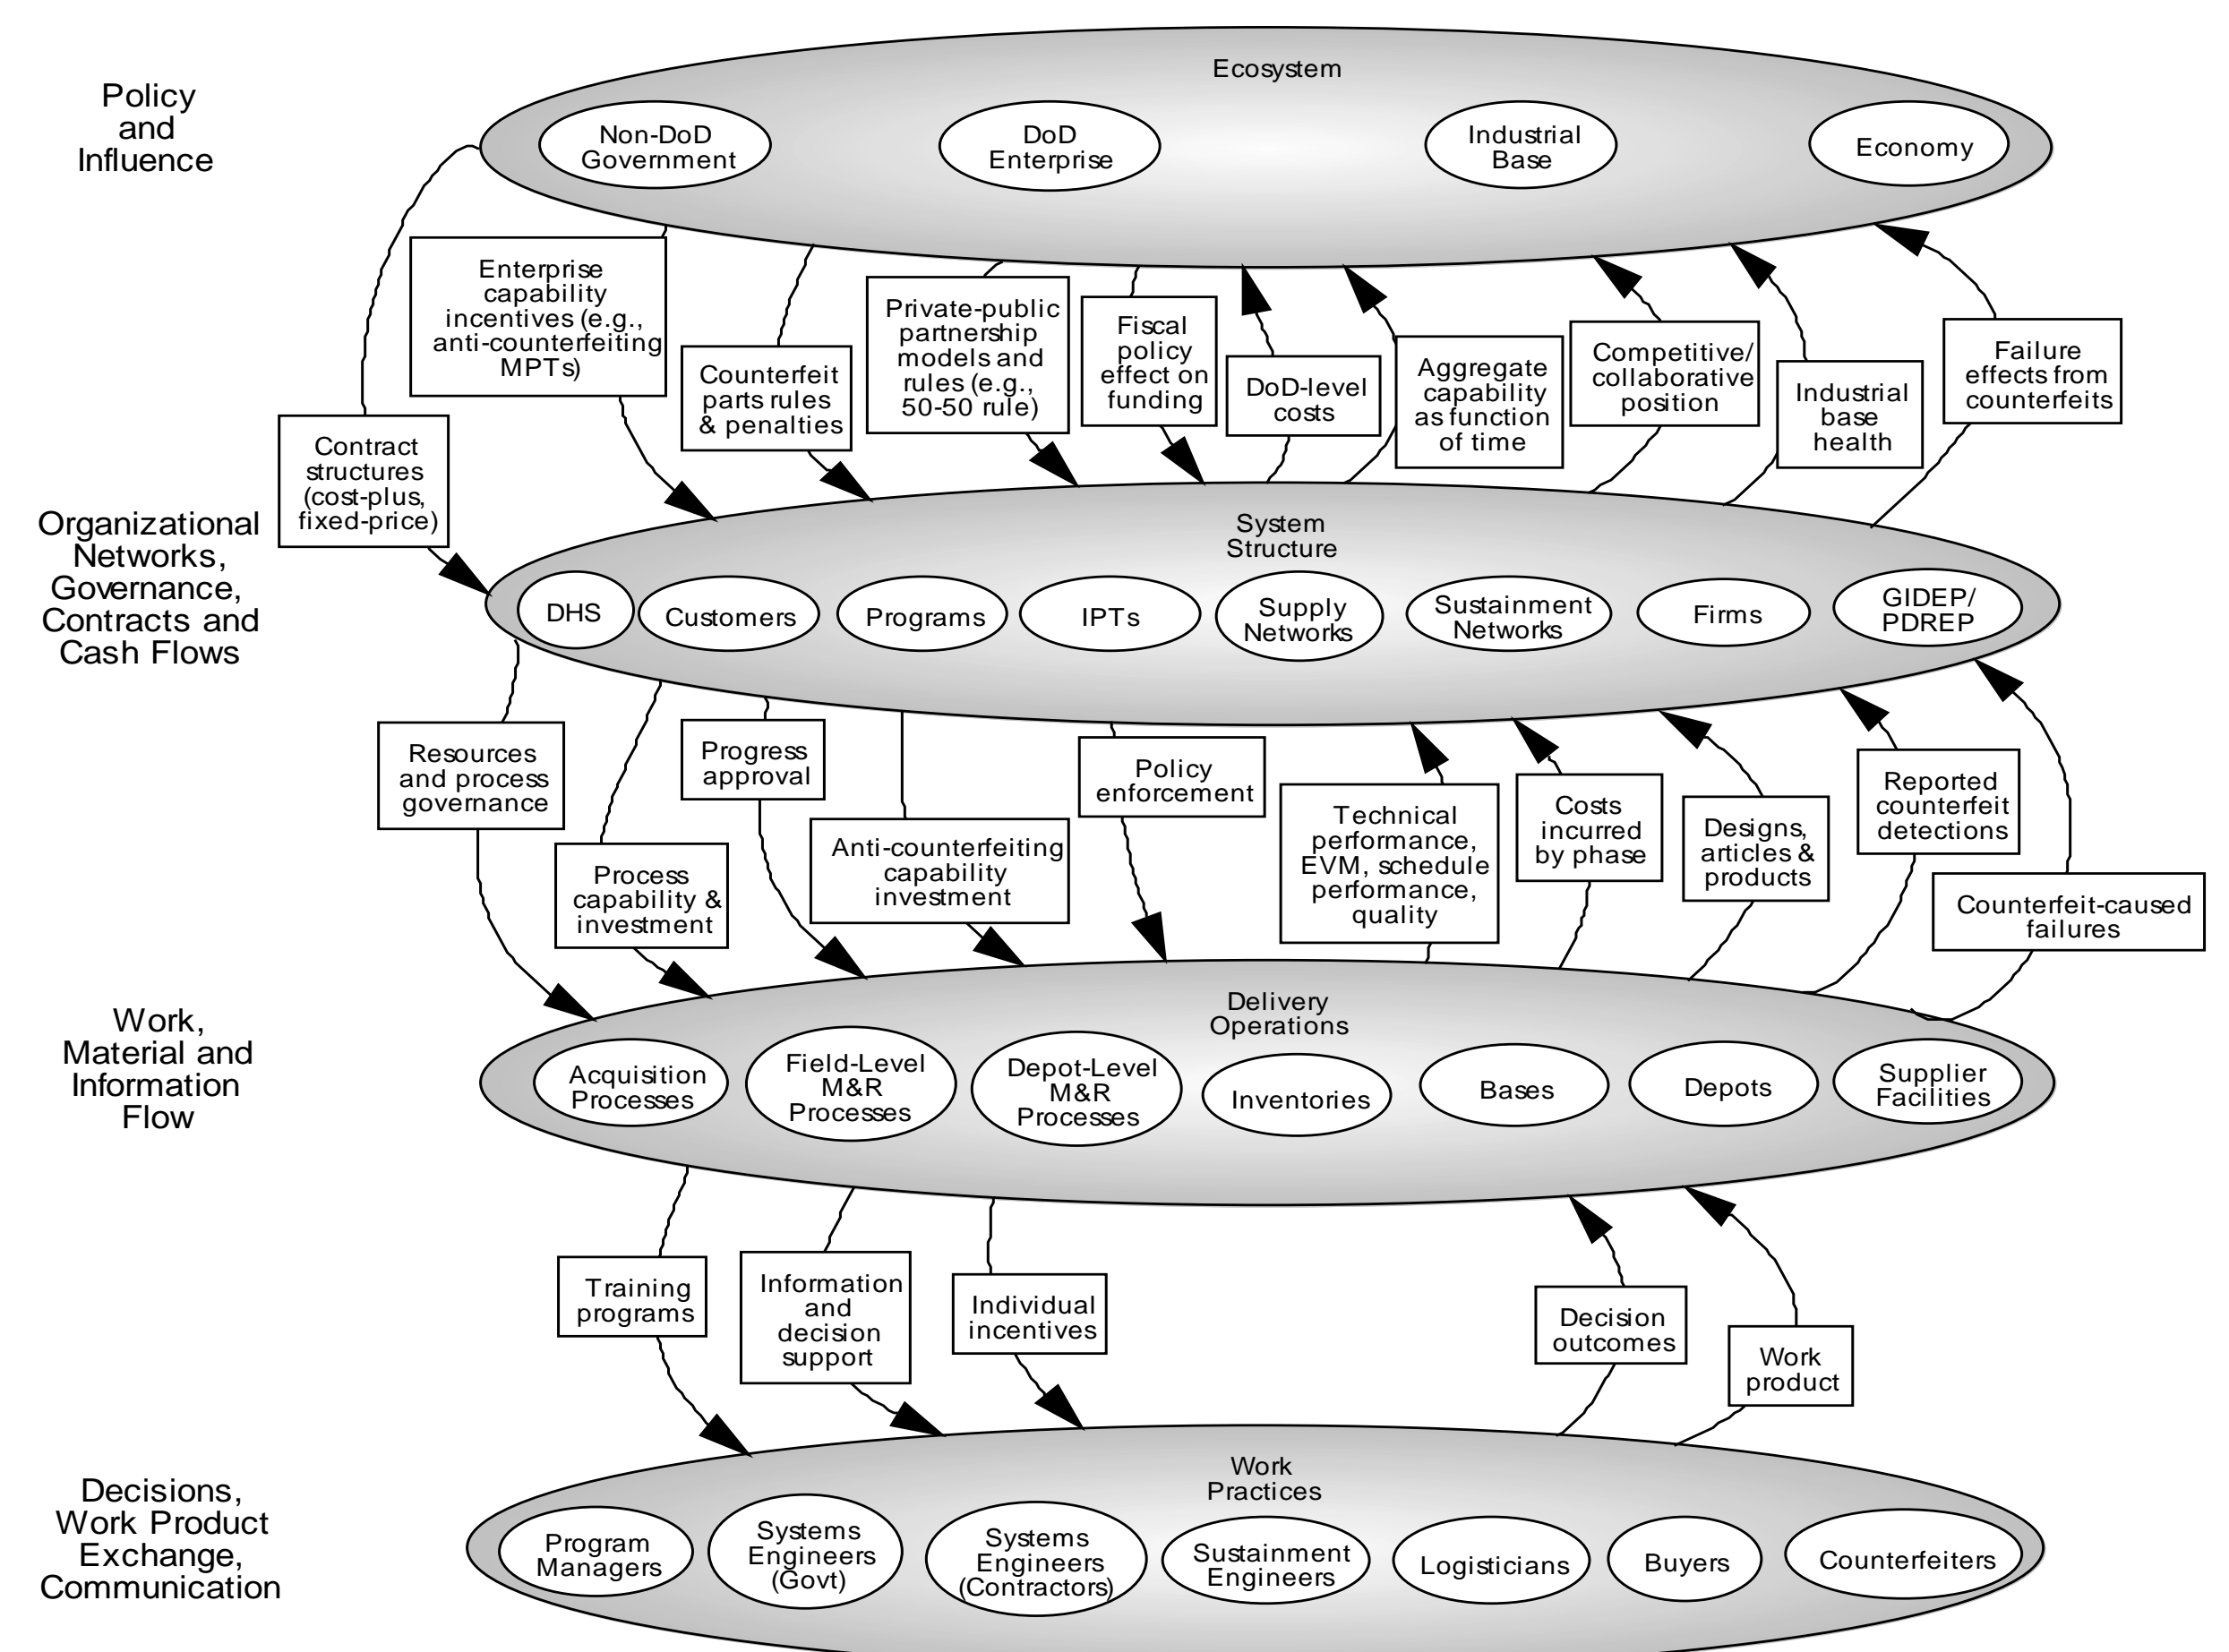 Policy
and
Influence
Ecosystem
Non-DoD
Government
DoD
Enterprise
Industrial
Base
Economy
Enterprise
capability
incentives (e.g.,
anti-counterfeiting
MPTs)
Counterfeit
parts rules
& penalties
Private-public
partnership
models and
rules (e.g.,
50-50 rule)
Fiscal
policy
effect on
funding
DoD-level
costs
Aggregate
capability
as function
of time
Competitive/
collaborative
position
Industrial
base
health
Failure
effects from
counterfeits
Contract
structures
(cost-plus,
fixed-price)
Organizational
Networks,
Governance,
Contracts and
Cash Flows
System
Structure
DHS
Customers
Programs
IPTs
Supply
Networks
Sustainment
Networks
Firms
GIDEP/
PDREP
Resources
and process
governance
Process
capability &
investment
Progress
approval
Anti-counterfeiting
capability
investment
Policy
enforcement
Technical
performance,
EVM, schedule
performance,
quality
Costs
incurred
by phase
Designs,
articles &
products
Reported
counterfeit
detections
Counterfeit-caused
failures
Work,
Material and
Information
Flow
Delivery
Operations
Acquisition
Processes
Field-Level
M&R
Processes
Depot-Level
M&R
Processes
Inventories
Bases
Depots
Supplier
Facilities
Training
programs
Information
and
decision
support
Individual
incentives
Decision
outcomes
Work
product
Decisions,
Work Product
Exchange,
Communication
Work
Practices
Program
Managers
Systems
Engineers
(Govt)
Systems
Engineers
(Contractors)
Sustainment
Engineers
Logisticians
Buyers
Counterfeiters